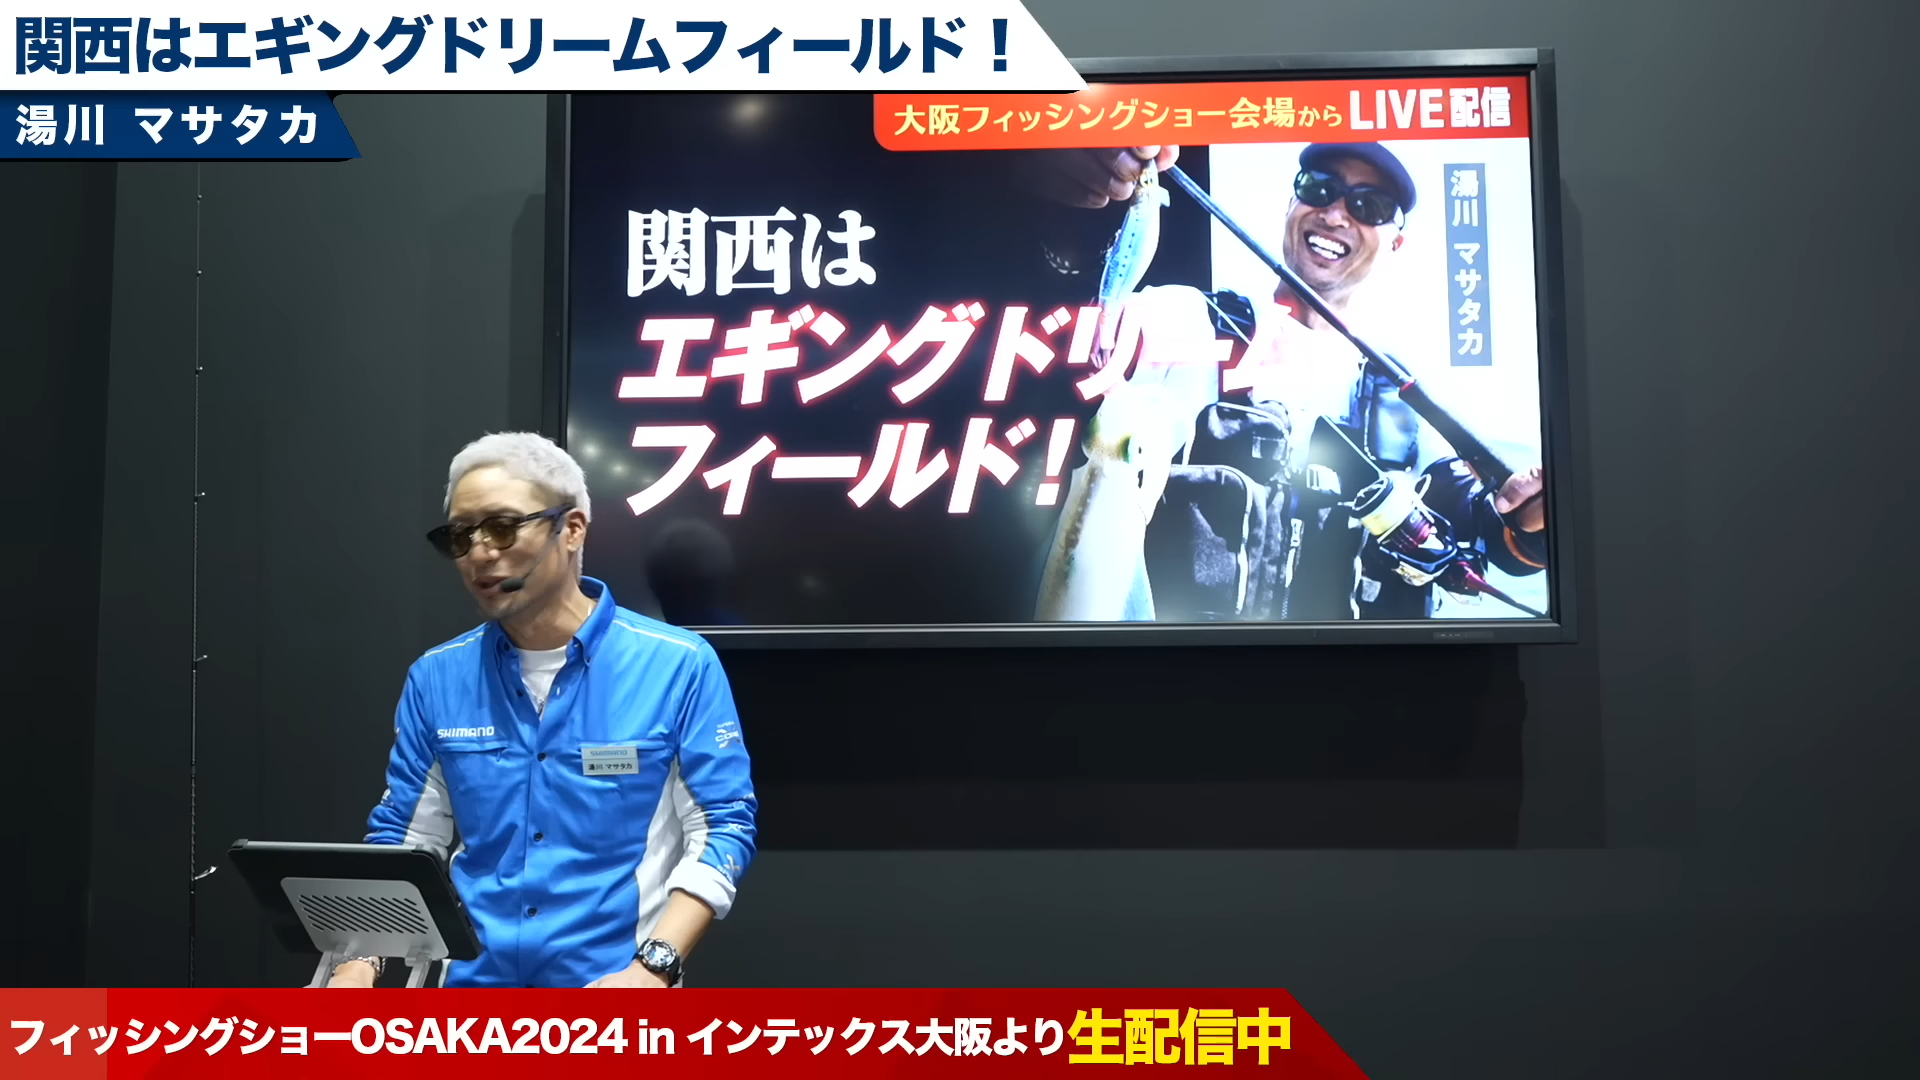 関西はエギングドリームフィールド！
湯川 マサタカ
大阪フィッシングショー会場からLIVE配信
湯川 マサタカ
関西は
エギングドリーム
フィールド！
SHIMANO
SHIMANO
湯川 マサタカ
フィッシングショーOSAKA2024 in インテックス大阪より生配信中